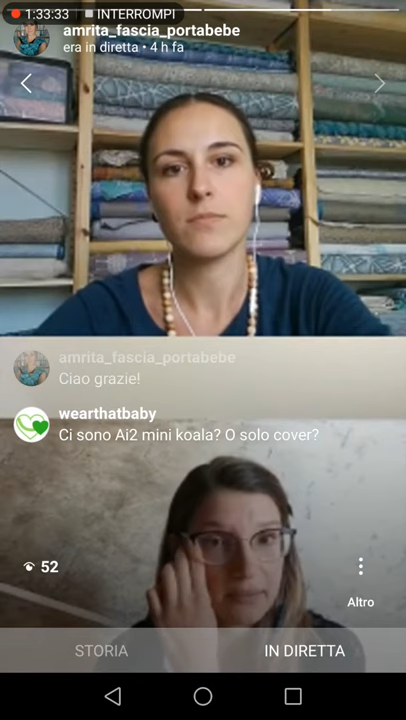 1:33:33 INTERROMPI
amrita_fascia_portabebe
era in diretta • 4 h fa
amrita_fascia_portabebe
Ciao grazie!
wearthatbaby
Ci sono Ai2 mini koala? O solo cover?
52
Altro
STORIA IN DIRETTA